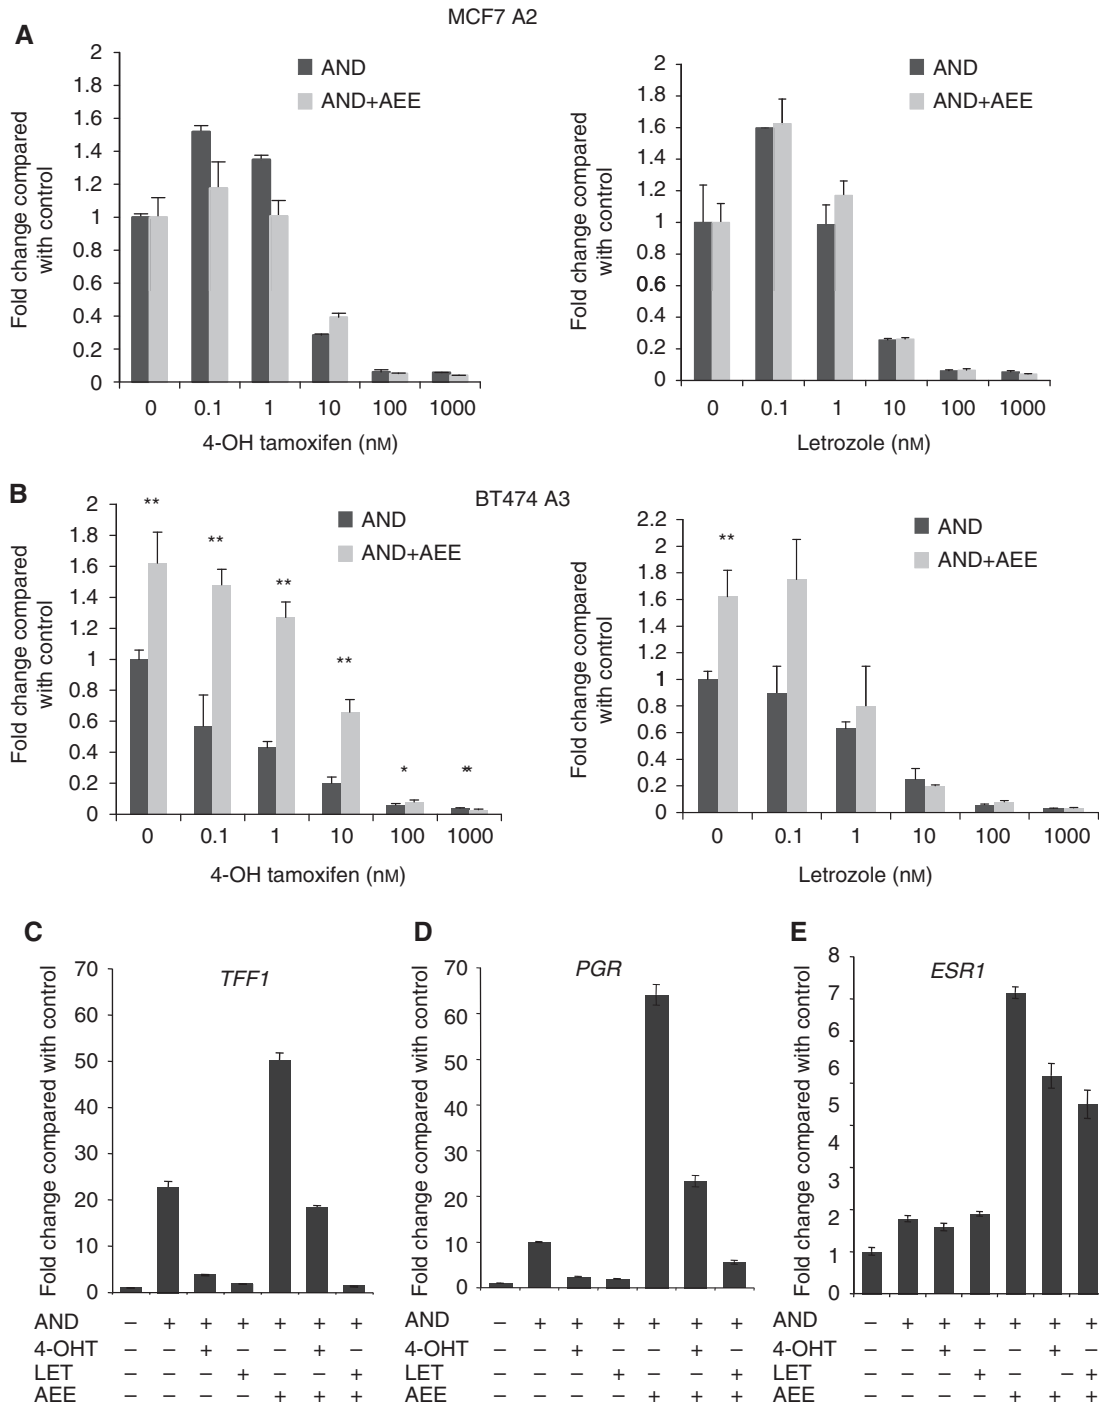 MCF7 A2
A
2
1.8
1.6
1.4
1.2
1
0.8
0.6
0.4
0.2
0
Fold change compared
with control
AND
AND+AEE
0 0.1 1 10 100 1000
4-OH tamoxifen (nM)
2
1.8
1.6
1.4
1.2
1
0.8
0.6
0.4
0.2
0
Fold change compared
with control
AND
AND+AEE
0 0.1 1 10 100 1000
Letrozole (nM)
B
BT474 A3
2
1.8
1.6
1.4
1.2
1
0.8
0.6
0.4
0.2
0
Fold change compared
with control
AND
AND+AEE
** ** ** ** * **
0 0.1 1 10 100 1000
4-OH tamoxifen (nM)
2.2
2
1.8
1.6
1.4
1.2
1
0.8
0.6
0.4
0.2
0
Fold change compared
with control
AND
AND+AEE
**
0 0.1 1 10 100 1000
Letrozole (nM)
C
TFF1
70
60
50
40
30
20
10
0
Fold change compared with control
AND − + + + + + +
4-OHT − − + − − + −
LET − − − + − − +
AEE − − − − + + +
D
PGR
70
60
50
40
30
20
10
0
Fold change compared with control
AND − + + + + + +
4-OHT − − + − − + −
LET − − − + − − +
AEE − − − − + + +
E
ESR1
8
7
6
5
2
1
0
Fold change compared with control
AND − + + + + + +
4-OHT − − + − − + −
LET − − − + − − +
AEE − − − − + + +